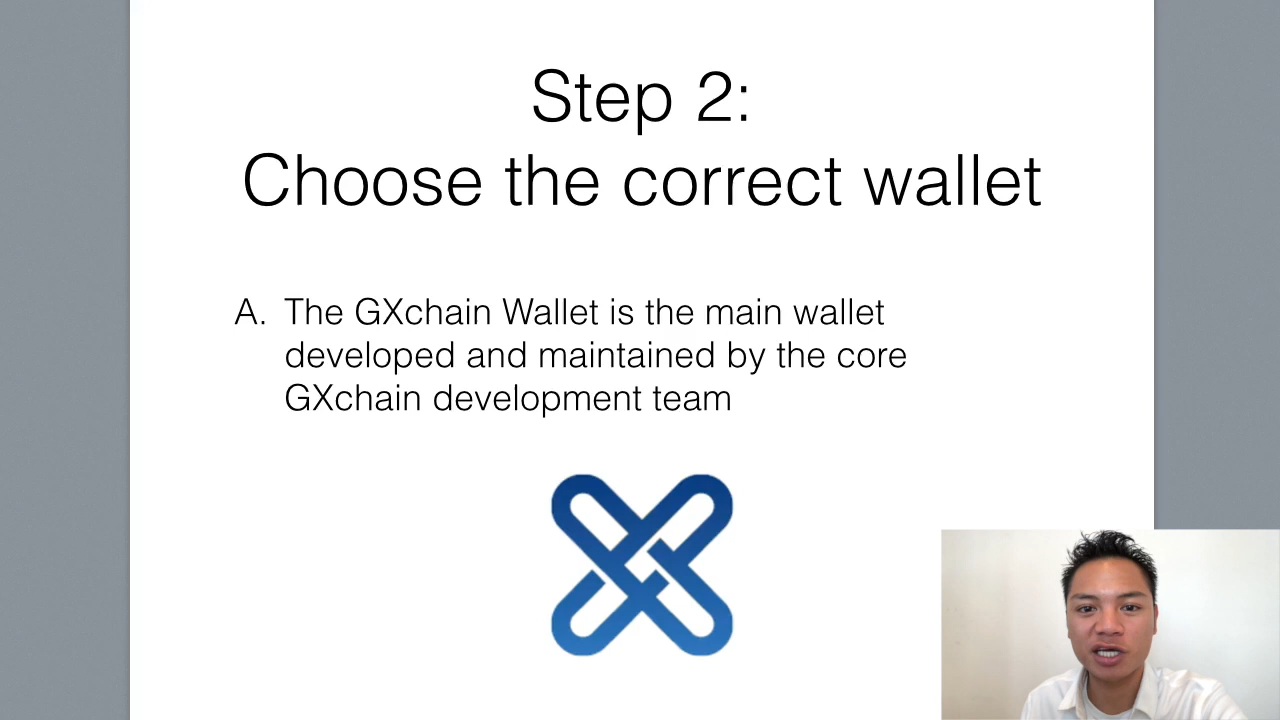 Step 2:
Choose the correct wallet
A. The GXchain Wallet is the main wallet
developed and maintained by the core
GXchain development team